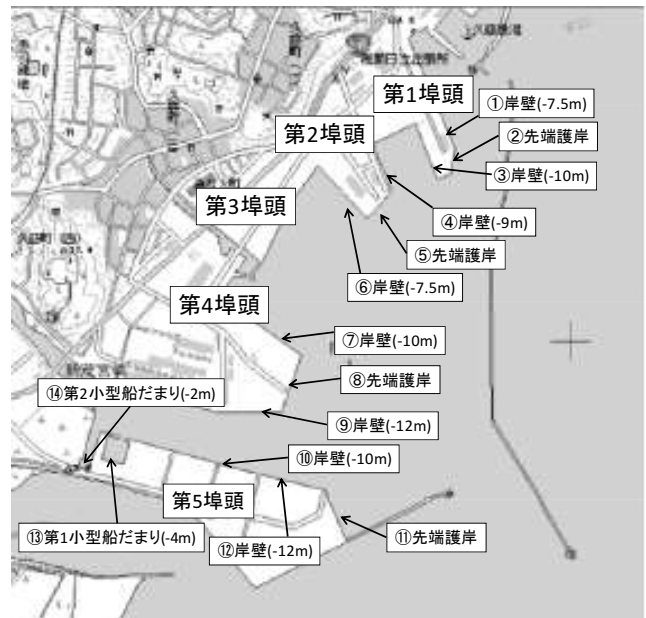 第1埠頭
①岸壁(-7.5m)
②先端護岸
③岸壁(-10m)
第2埠頭
④岸壁(-9m)
⑤先端護岸
⑥岸壁(-7.5m)
第3埠頭
第4埠頭
⑦岸壁(-10m)
⑧先端護岸
⑨岸壁(-12m)
⑭第2小型船だまり(-2m)
⑩岸壁(-10m)
第5埠頭
⑪先端護岸
⑫岸壁(-12m)
⑬第1小型船だまり(-4m)